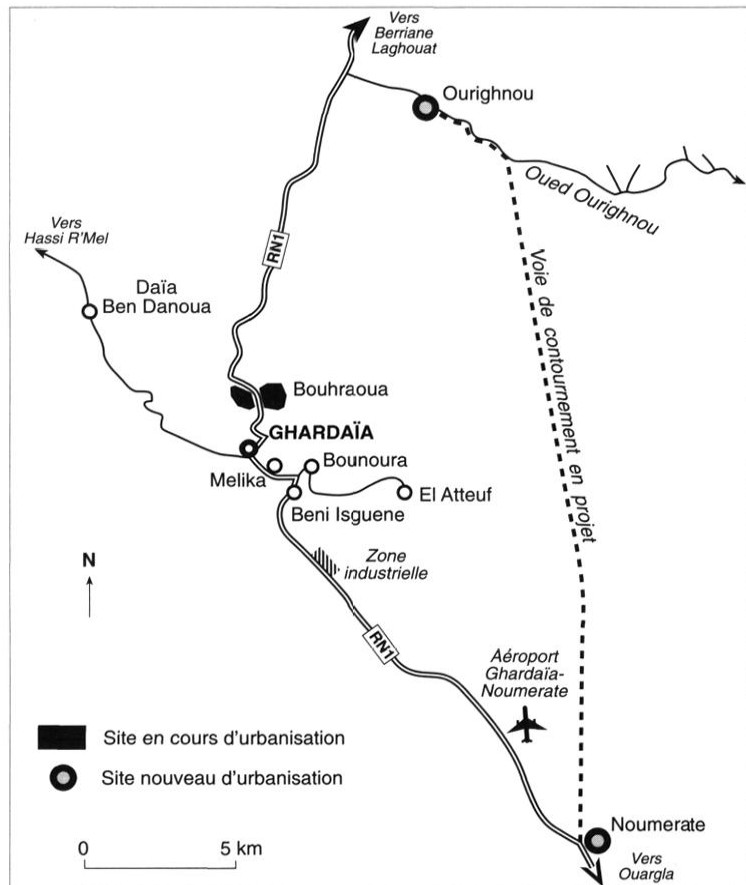 Vers
Berriane
Laghouat
Ourighnou
Oued Ourighnou
Vers
Hassi R'Mel
RN1
Daïa
Ben Danoua
Voie de contournement en projet
Bouhraoua
GHARDAÏA
Bounoura
Melika
El Atteuf
Beni Isguene
N
Zone
industrielle
RN1
Aéroport
Ghardaïa-
Noumerate
Site en cours d'urbanisation
Site nouveau d'urbanisation
Noumerate
0 5 km
Vers
Ouargla